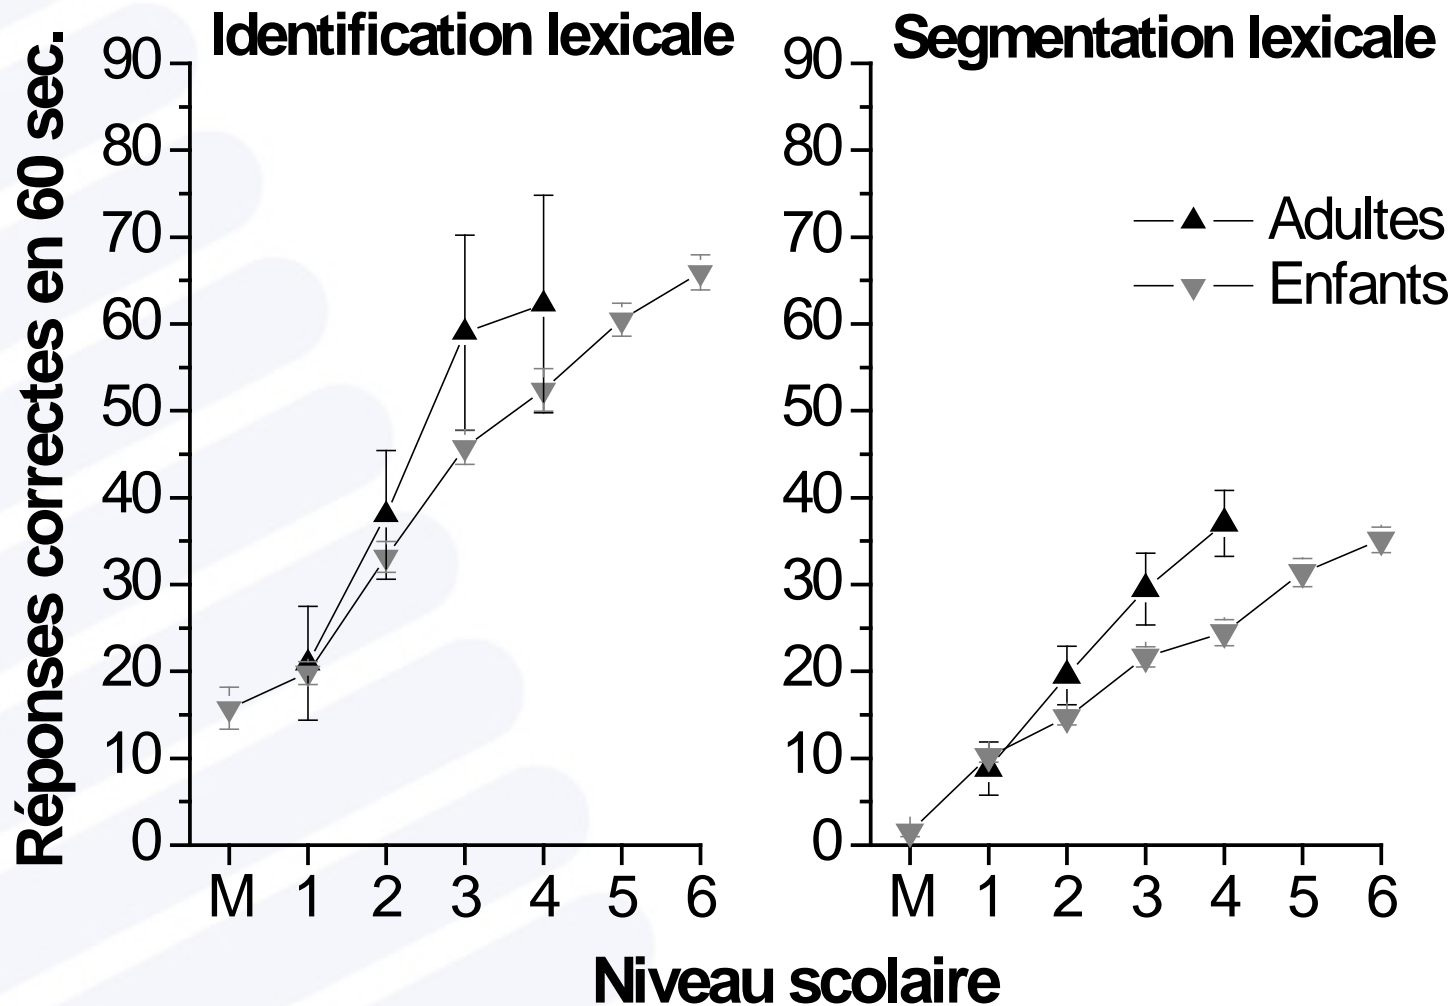 Identification lexicale
Segmentation lexicale
Réponses correctes en 60 sec.
90
80
70
60
50
40
30
20
10
0
M 1 2 3 4 5 6
90
80
70
60
50
40
30
20
10
0
M 1 2 3 4 5 6
Adultes
Enfants
Niveau scolaire